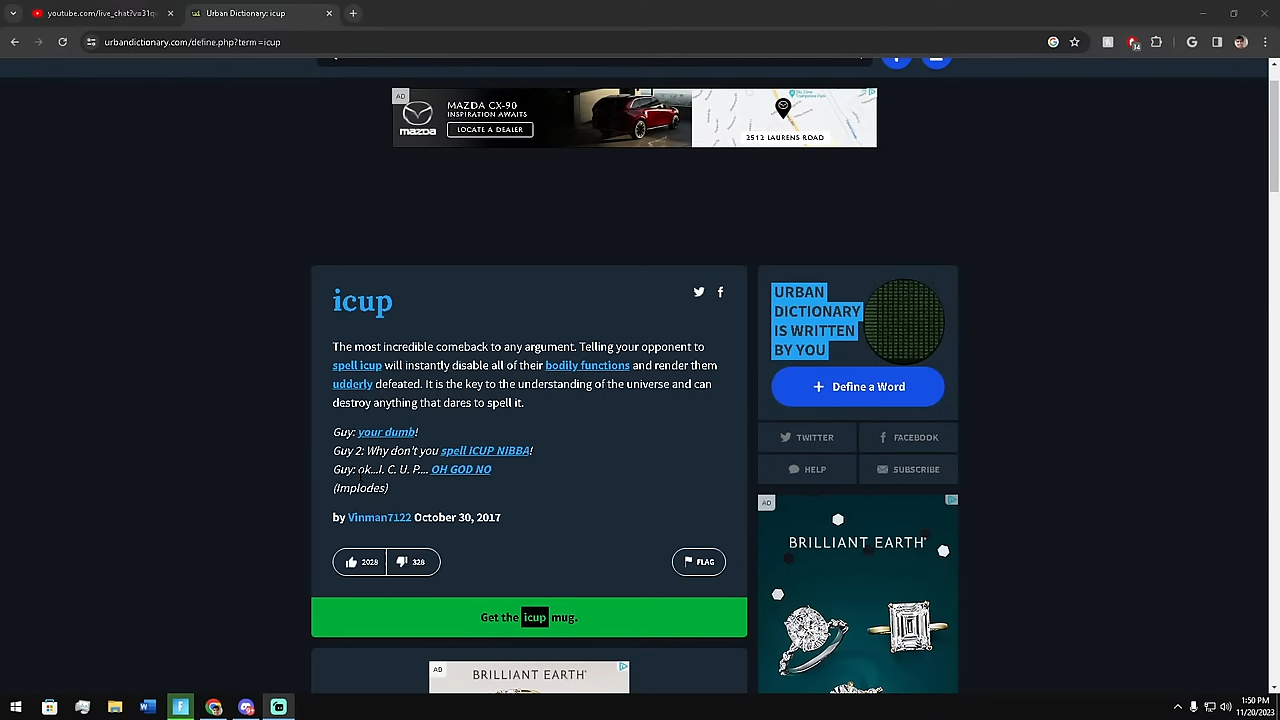 youtube.com/live_chat?v=31q
Urban Dictionary: icup
urbandictionary.com/define.php?term=icup
14
AD
MAZDA CX-90
INSPIRATION AWAITS
LOCATE A DEALER
mazda
Sky Zone
Trampoline Park
2512 LAURENS ROAD
icup
The most incredible comeback to any argument. Telling your opponent to
spell icup will instantly disable all of their bodily functions and render them
udderly defeated. It is the key to the understanding of the universe and can
destroy anything that dares to spell it.
Guy: your dumb!
Guy 2: Why don't you spell ICUP NIBBA!
Guy: ok...I. C. U. P.... OH GOD NO
(Implodes)
by Vinman7122 October 30, 2017
2028
328
FLAG
Get the icup mug.
URBAN
DICTIONARY
IS WRITTEN
BY YOU
+ Define a Word
TWITTER
FACEBOOK
HELP
SUBSCRIBE
AD
BRILLIANT EARTH
AD
BRILLIANT EARTH
1:50 PM
11/20/2023